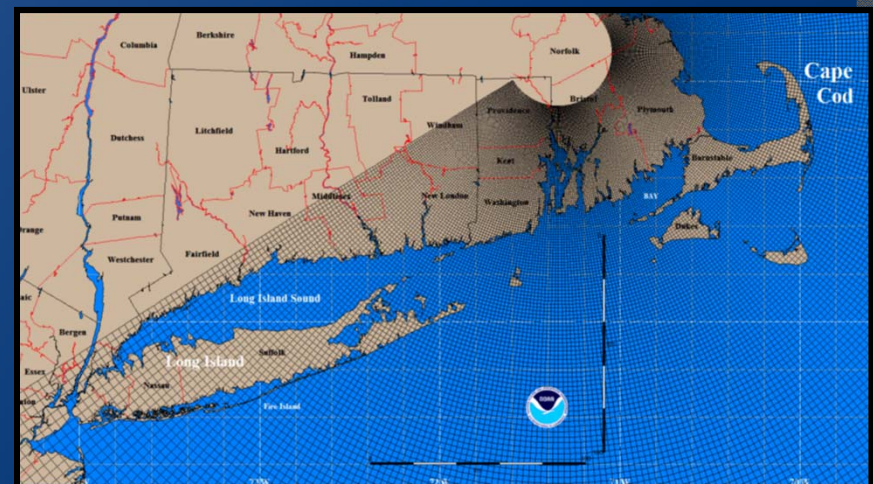 Berkshire
Columbia
Norfolk
Hampden
Cape
Cod
Ulster
Tolland
Providence
Bristol
Plymouth
Windham
Litchfield
Dutchess
Hartford
Kent
Barnstable
Middlesex
New London
Washington
BAY
New Haven
Putnam
Orange
Dukes
Fairfield
Westchester
Long Island Sound
Bergen
Suffolk
Long Island
Essex
Nassau
Fire Island
NOAA